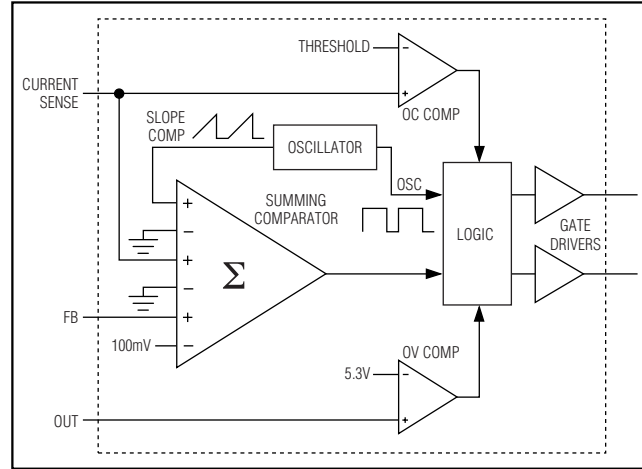 THRESHOLD
−
CURRENT
SENSE
+
OC COMP
SLOPE
COMP
OSCILLATOR
OSC
+
SUMMING
COMPARATOR
−
+
LOGIC
GATE
DRIVERS
Σ
−
FB
+
100mV
−
OV COMP
5.3V
−
OUT
+